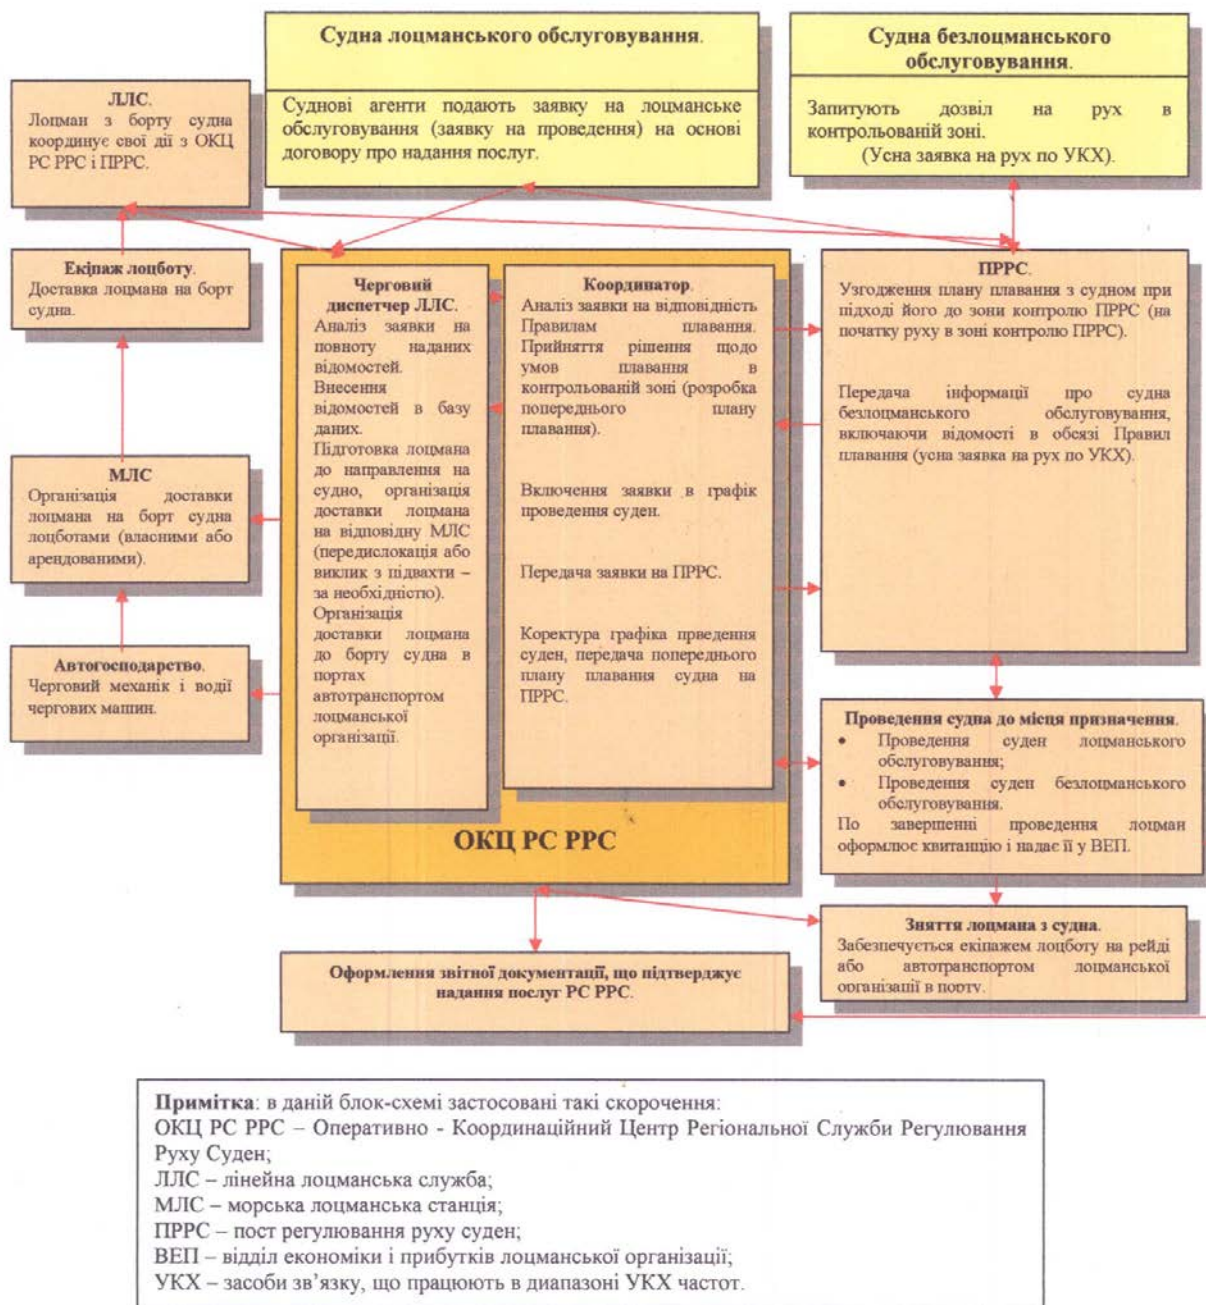 Судна лоцманського обслуговування.
Суднові агенти подають заявку на лоцманське
обслуговування (заявку на проведення) на основі
договору про надання послуг.
Судна безлоцманського
обслуговування.
Запитують дозвіл на рух в
контрольованій зоні.
(Усна заявка на рух по УКХ).
ЛЛС.
Лоцман з борту судна
координує свої дії з ОКЦ
РС РРС і ПРРС.
Екіпаж лоцботу.
Доставка лоцмана на борт
судна.
МЛС
Організація доставки
лоцмана на борт судна
лоцботами (власними або
арендованими).
Автогосподарство.
Черговий механік і водії
чергових машин.
Черговий
диспетчер ЛЛС.
Аналіз заявки на
повноту наданих
відомостей.
Внесення
відомостей в базу
даних.
Підготовка лоцмана
до направлення на
судно, організація
доставки лоцмана
на відповідну МЛС
(передислокація або
виклик з підвахти –
за необхідністю).
Організація
доставки лоцмана
до борту судна в
портах
автотранспортом
лоцманської
організації.
Координатор.
Аналіз заявки на відповідність
Правилам плавання.
Прийняття рішення щодо
умов плавання в
контрольованій зоні (розробка
попереднього плану
плавання).
Включення заявки в графік
проведення суден.
Передача заявки на ПРРС.
Коректура графіка прведення
суден, передача попереднього
плану плавання судна на
ПРРС.
ОКЦ РС РРС
ПРРС.
Узгодження плану плавання з судном при
підході його до зони контролю ПРРС (на
початку руху в зоні контролю ПРРС).
Передача інформації про судна
безлоцманського обслуговування,
включаючи відомості в обсязі Правил
плавання (усна заявка на рух по УКХ).
Проведення судна до місця призначення.
• Проведення суден лоцманського
обслуговування;
• Проведення суден безлоцманського
обслуговування.
По завершенні проведення лоцман
оформлює квитанцію і надає її у ВЕП.
Зняття лоцмана з судна.
Забезпечується екіпажем лоцботу на рейді
або автотранспортом лоцманської
організації в порту.
Оформлення звітної документації, що підтверджує
надання послуг РС РРС.
Примітка: в даній блок-схемі застосовані такі скорочення:
ОКЦ РС РРС – Оперативно - Координаційний Центр Регіональної Служби Регулювання
Руху Суден;
ЛЛС – лінейна лоцманська служба;
МЛС – морська лоцманська станція;
ПРРС – пост регулювання руху суден;
ВЕП – відділ економіки і прибутків лоцманської організації;
УКХ – засоби зв’язку, що працюють в диапазоні УКХ частот.